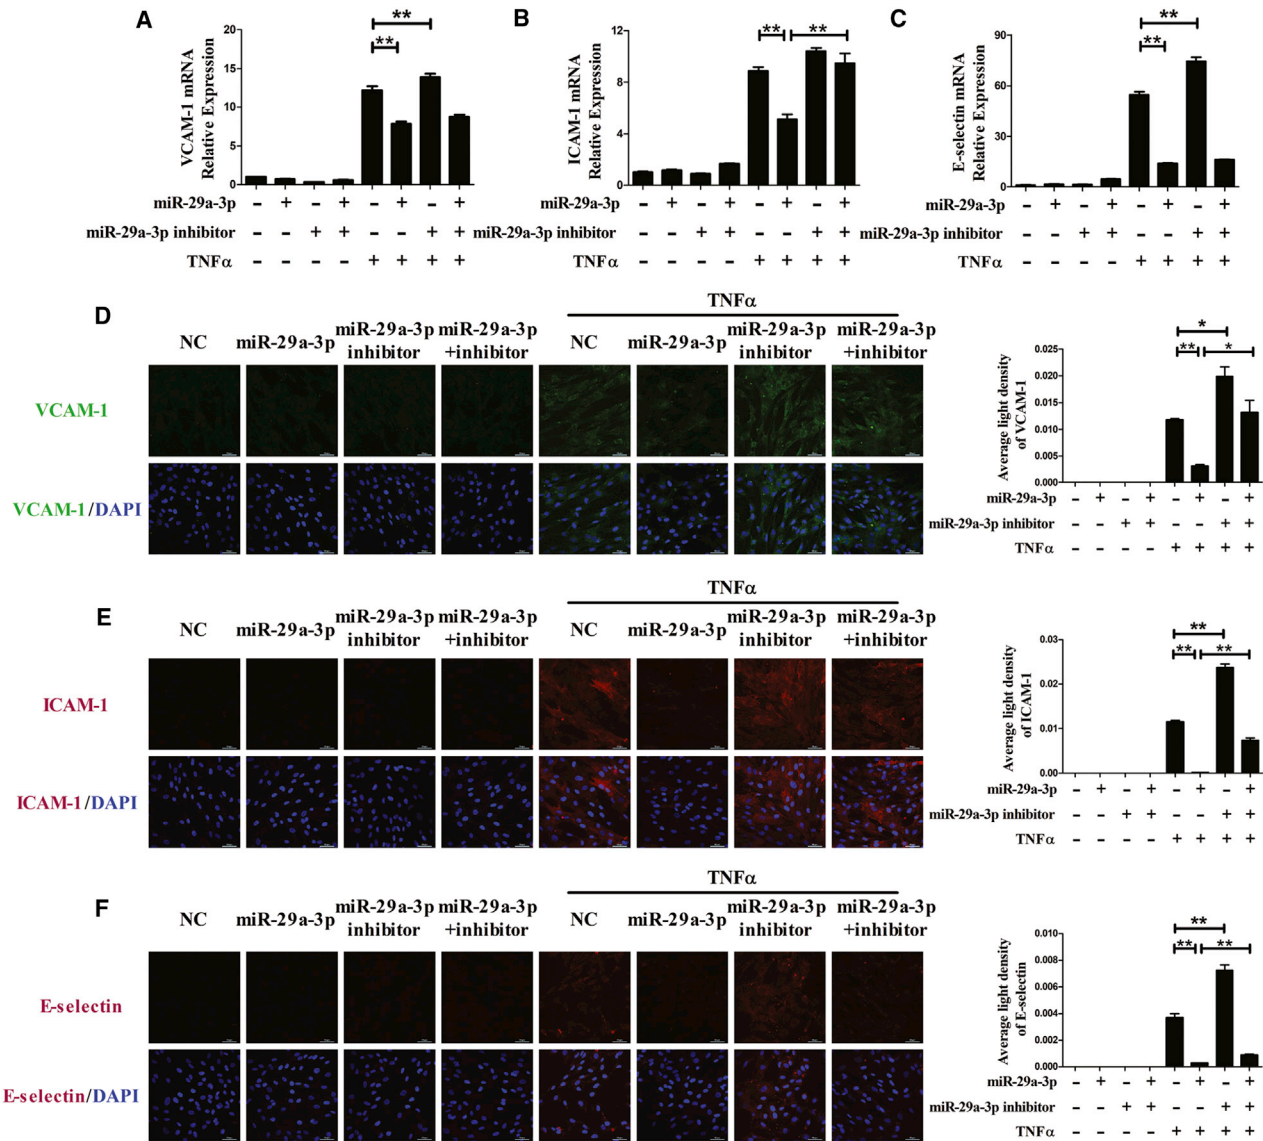 A
VCAM-1 mRNA
Relative Expression
20
15
10
5
0
**
**
miR-29a-3p - + - + - + - +
miR-29a-3p inhibitor - - + + - - + +
TNFα - - - - + + + +
B
ICAM-1 mRNA
Relative Expression
12
8
4
0
** **
- + - + - + - +
miR-29a-3p inhibitor - - + + - - + +
- - - - + + + +
C
E-selectin mRNA
Relative Expression
90
60
30
0
**
**
miR-29a-3p - + - + - + - +
miR-29a-3p inhibitor - - + + - - + +
TNFα - - - - + + + +
D
TNFα
NC miR-29a-3p miR-29a-3p inhibitor miR-29a-3p +inhibitor NC miR-29a-3p miR-29a-3p inhibitor miR-29a-3p +inhibitor
VCAM-1
VCAM-1/DAPI
Average light density
of VCAM-1
0.025
0.020
0.015
0.010
0.005
0.000
*
** *
miR-29a-3p - + - + - + - +
miR-29a-3p inhibitor - - + + - - + +
TNFα - - - - + + + +
E
TNFα
NC miR-29a-3p miR-29a-3p inhibitor miR-29a-3p +inhibitor NC miR-29a-3p miR-29a-3p inhibitor miR-29a-3p +inhibitor
ICAM-1
ICAM-1/DAPI
Average light density
of ICAM-1
0.03
0.02
0.01
0.00
**
** **
miR-29a-3p - + - + - + - +
miR-29a-3p inhibitor - - + + - - + +
TNFα - - - - + + + +
F
TNFα
NC miR-29a-3p miR-29a-3p inhibitor miR-29a-3p +inhibitor NC miR-29a-3p miR-29a-3p inhibitor miR-29a-3p +inhibitor
E-selectin
E-selectin/DAPI
Average light density
of E-selectin
0.010
0.008
0.006
0.004
0.002
0.000
**
** **
miR-29a-3p - + - + - + - +
miR-29a-3p inhibitor - - + + - - + +
TNFα - - - - + + + +